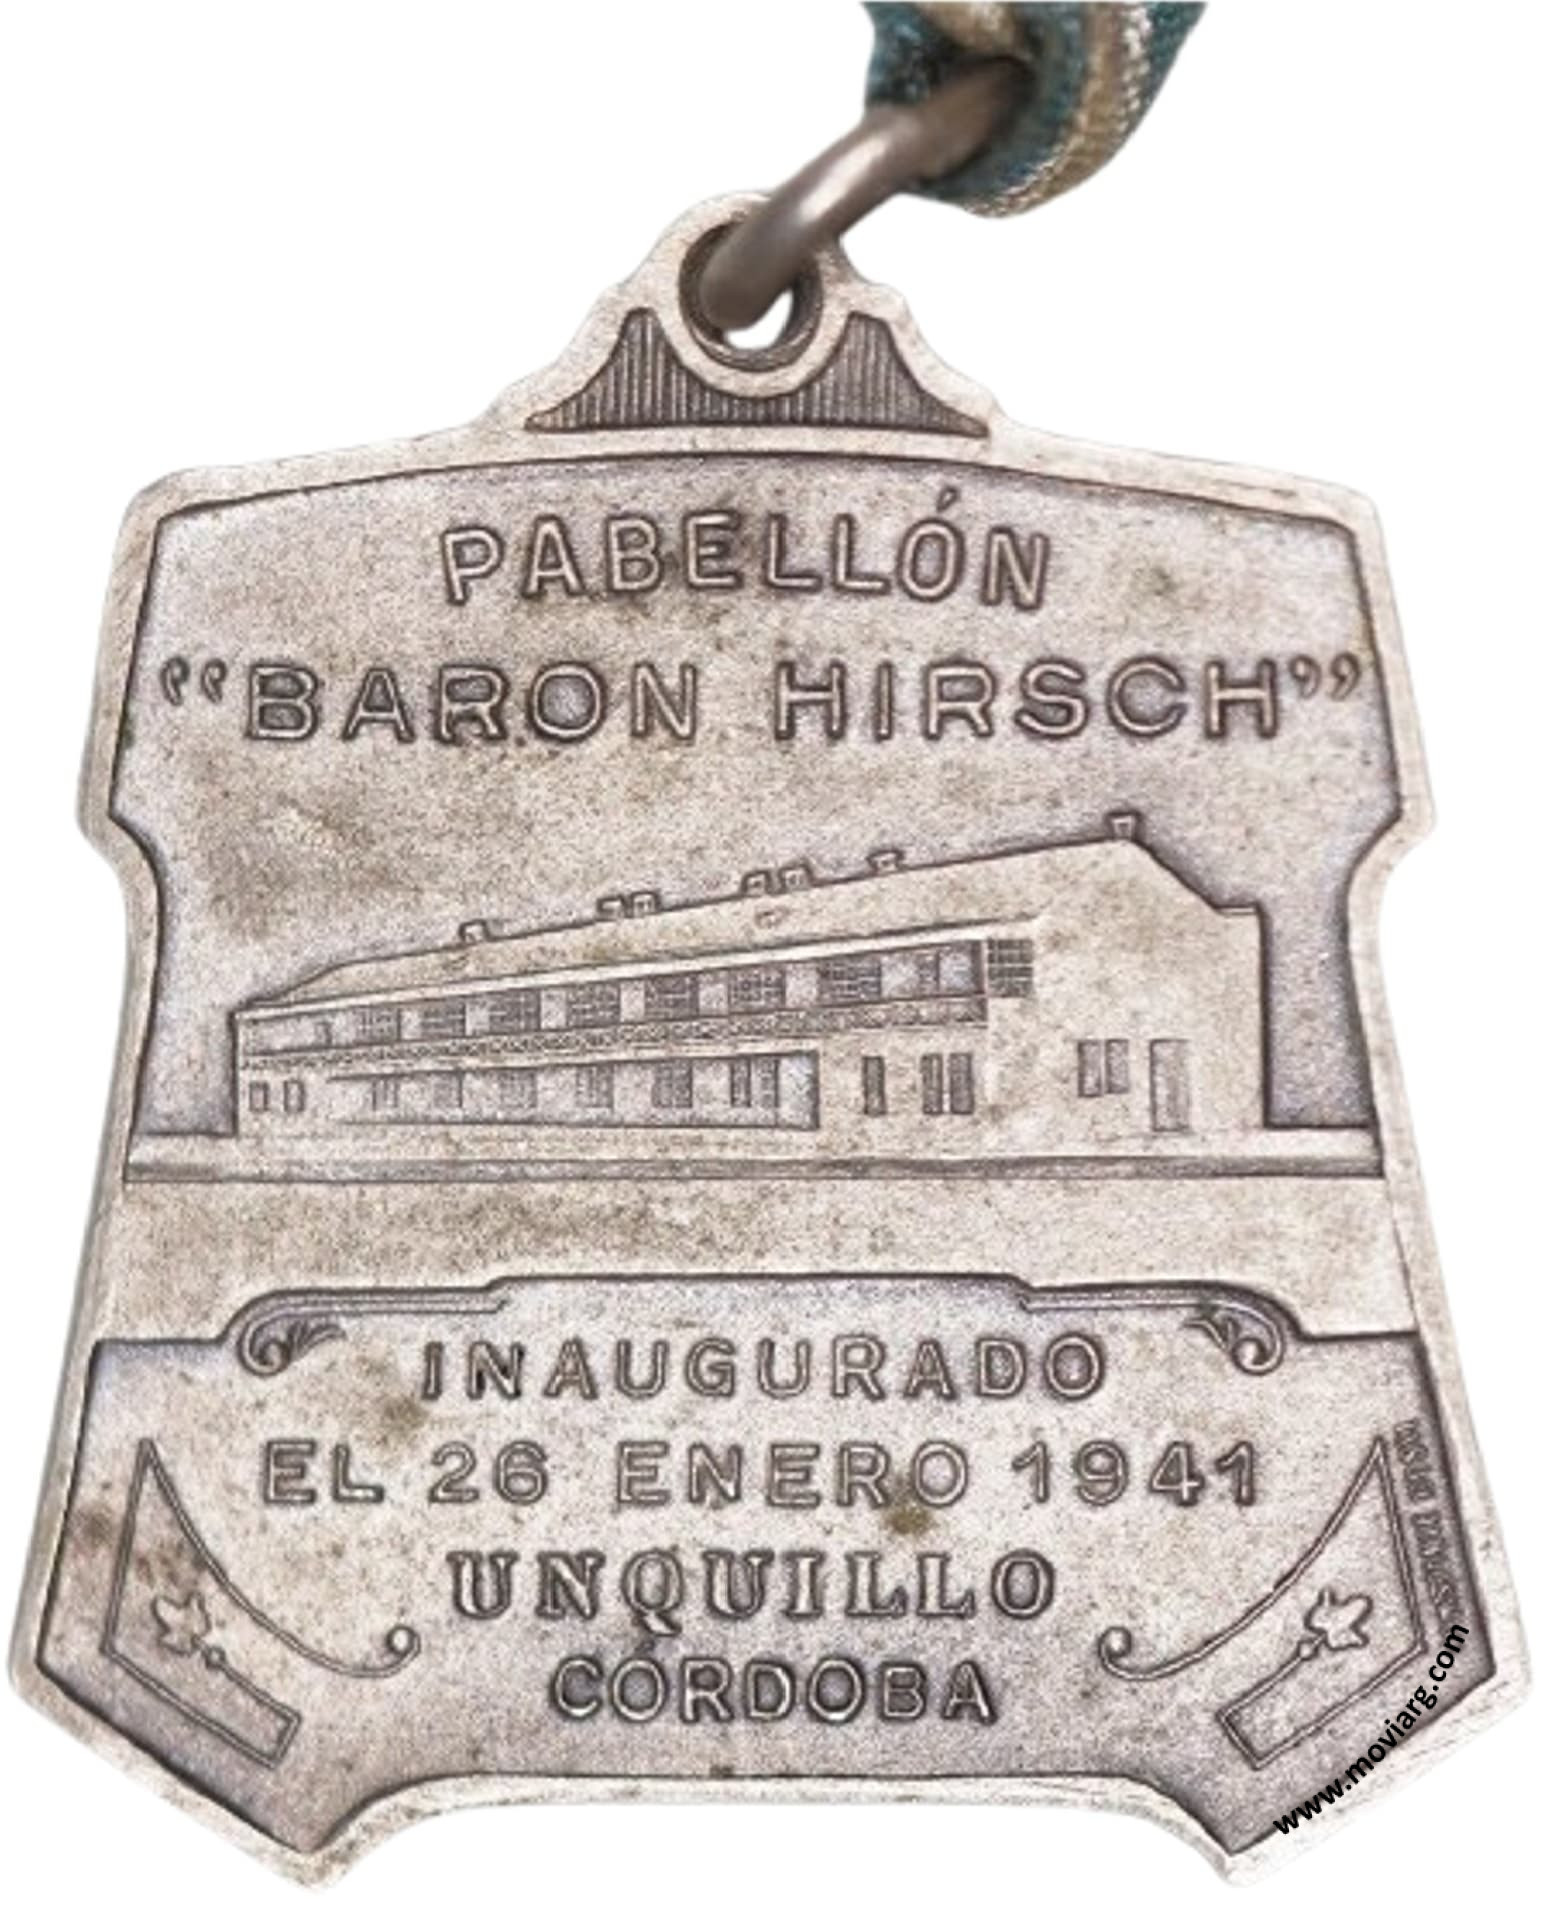 PABELLÓN
“BARON HIRSCH”
INAUGURADO
EL 26 ENERO 1941
UNQUILLO
CÓRDOBA
www.moviarg.com